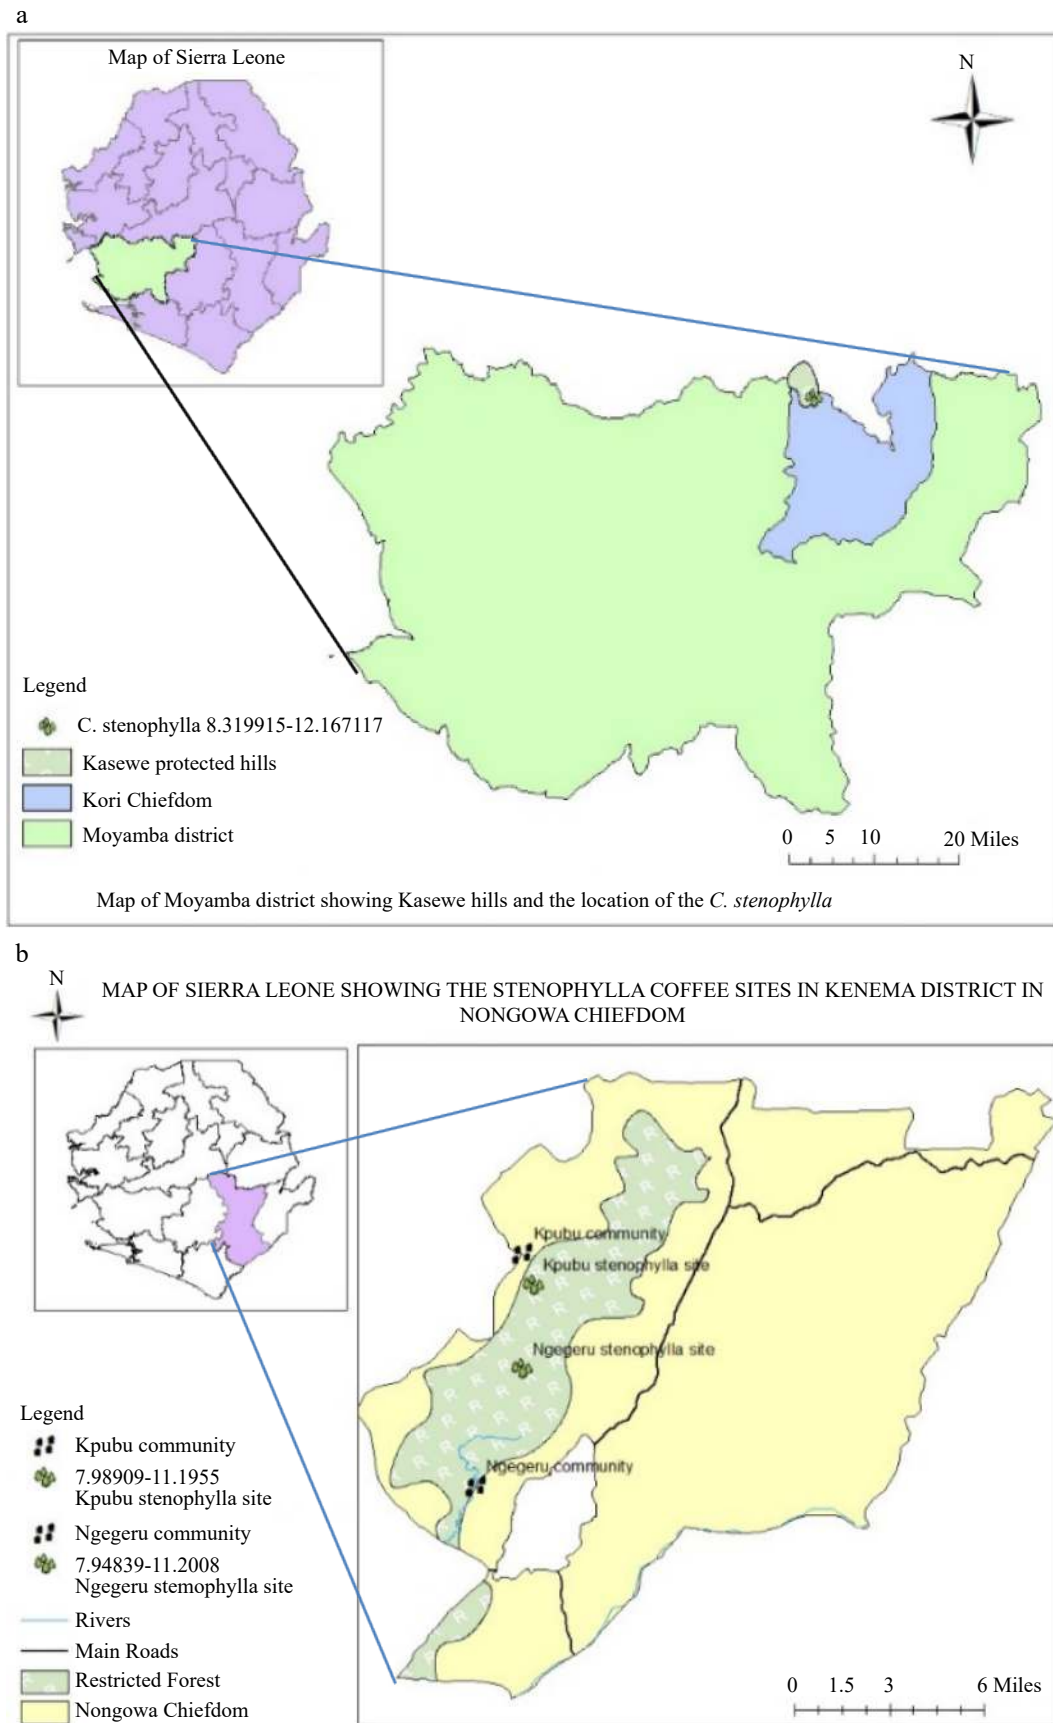 a
Map of Sierra Leone
N
Legend
C. stenophylla 8.319915-12.167117
Kasewe protected hills
Kori Chiefdom
Moyamba district
0 5 10 20 Miles
Map of Moyamba district showing Kasewe hills and the location of the C. stenophylla
b
N
MAP OF SIERRA LEONE SHOWING THE STENOPHYLLA COFFEE SITES IN KENEMA DISTRICT IN
NONGOWA CHIEFDOM
Kpubu community
Kpubu stenophylla site
Ngegeru stenophylla site
Ngegeru community
Legend
Kpubu community
7.98909-11.1955
Kpubu stenophylla site
Ngegeru community
7.94839-11.2008
Ngegeru stemophylla site
Rivers
Main Roads
Restricted Forest
Nongowa Chiefdom
0 1.5 3 6 Miles